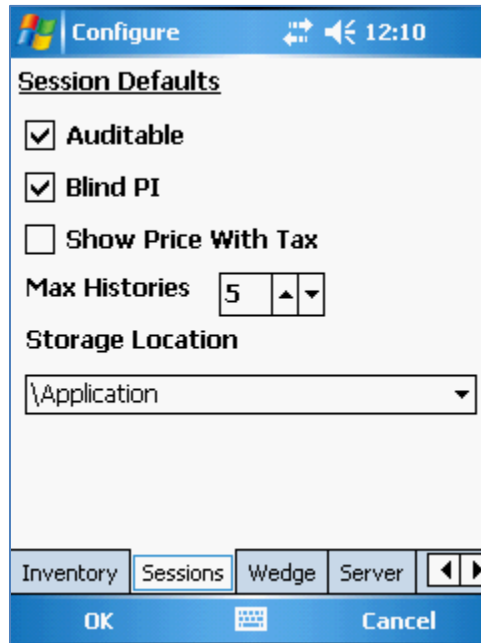 Configure 12:10
Session Defaults
Auditable
Blind PI
Show Price With Tax
Max Histories 5
Storage Location
\Application
Inventory Sessions Wedge Server
OK Cancel